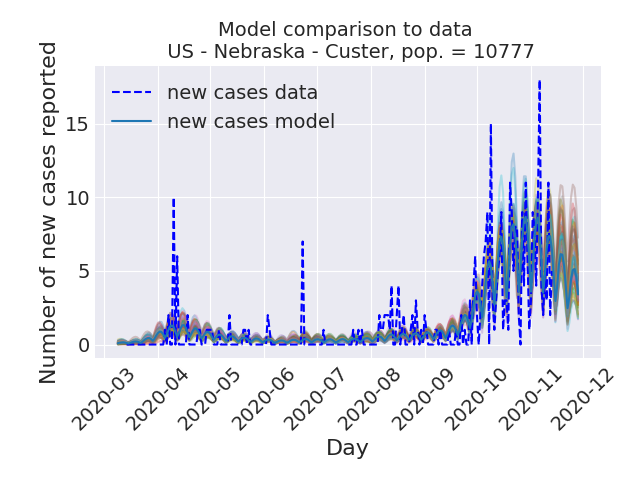 Model comparison to data
US - Nebraska - Custer, pop. = 10777
new cases data
new cases model
Number of new cases reported
15
10
5
0
2020-03
2020-04
2020-05
2020-06
2020-07
2020-08
2020-09
2020-10
2020-11
2020-12
Day